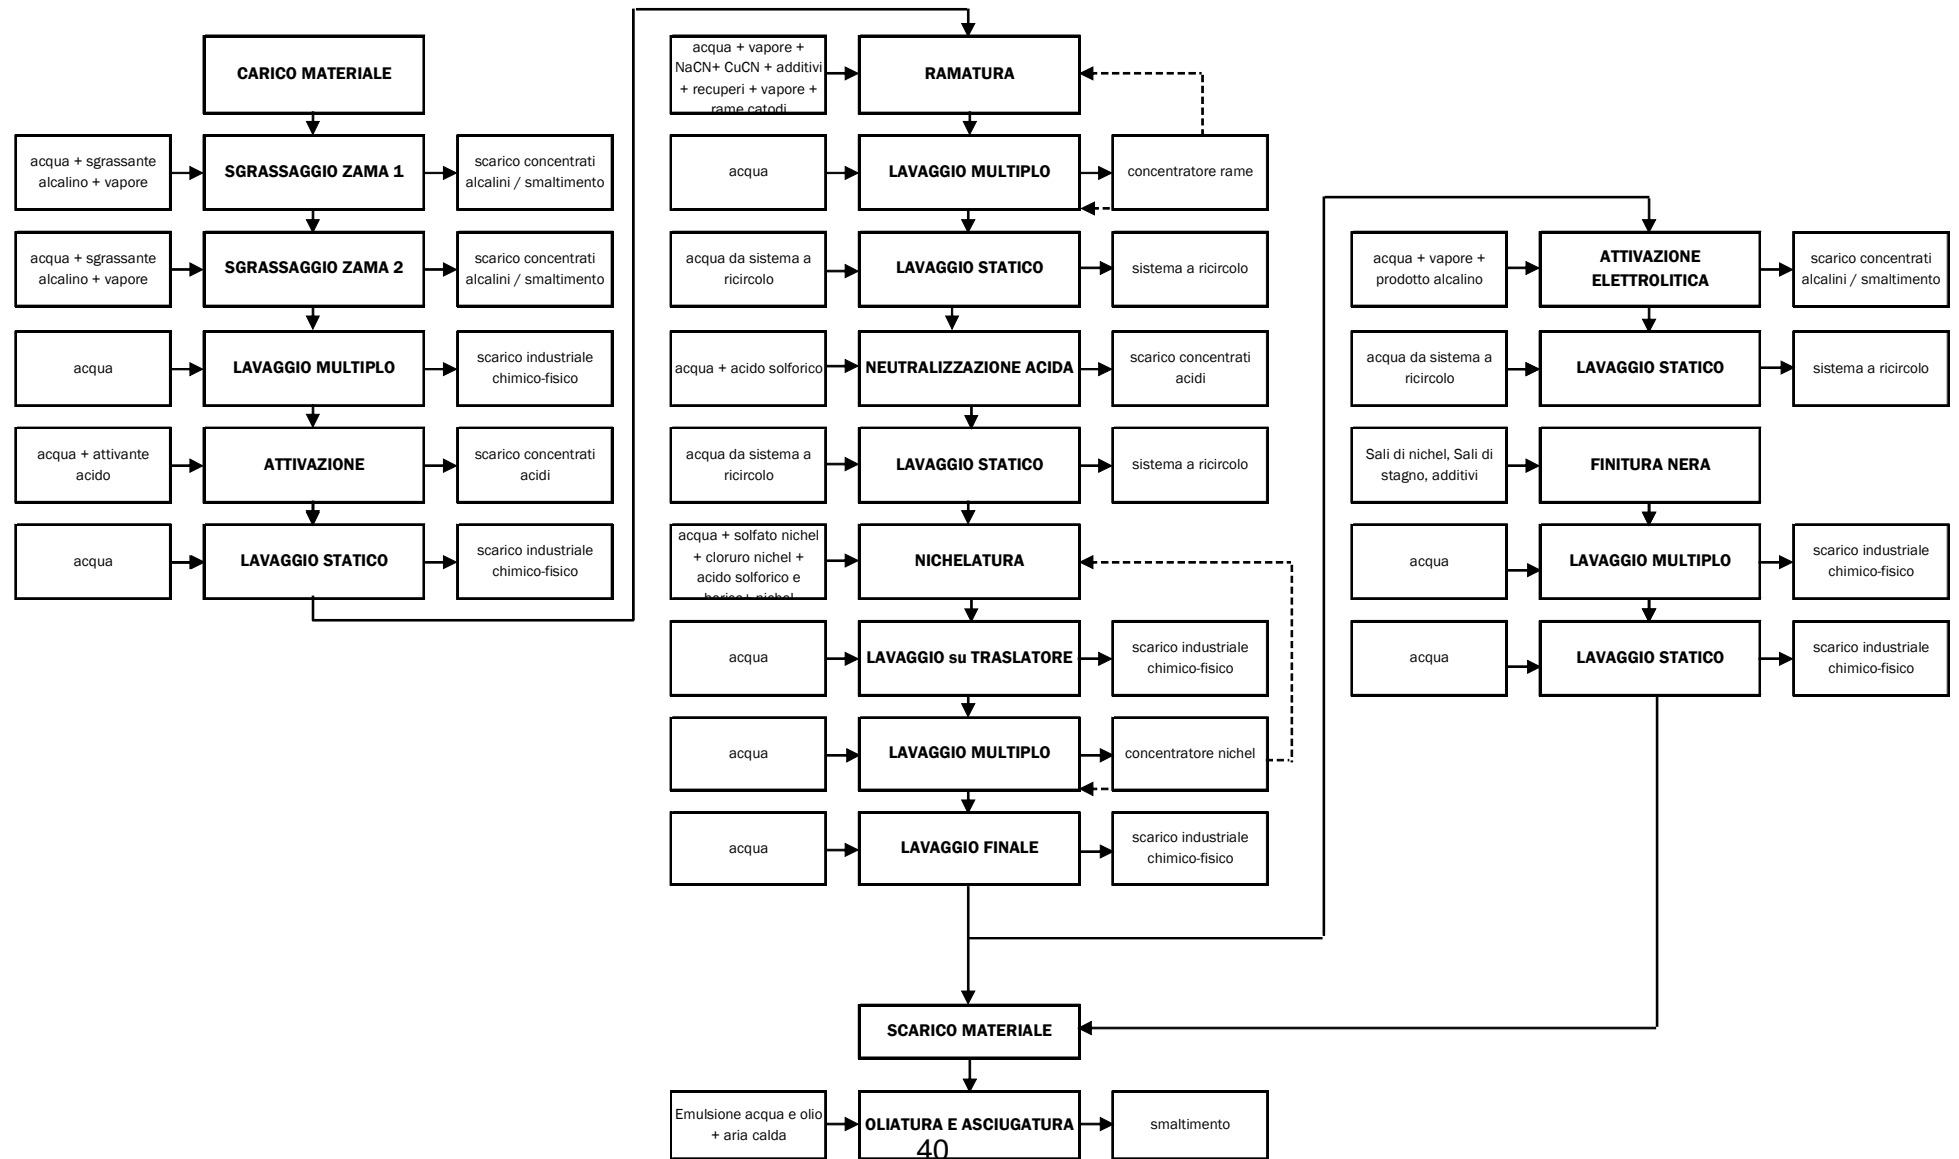 CARICO MATERIALE
acqua + sgrassante
alcalino + vapore
SGRASSAGGIO ZAMA 1
scarico concentrati
alcalini / smaltimento
acqua + sgrassante
alcalino + vapore
SGRASSAGGIO ZAMA 2
scarico concentrati
alcalini / smaltimento
acqua
LAVAGGIO MULTIPLO
scarico industriale
chimico-fisico
acqua + attivante
acido
ATTIVAZIONE
scarico concentrati
acidi
acqua
LAVAGGIO STATICO
scarico industriale
chimico-fisico
acqua + vapore +
NaCN+ CuCN + additivi
+ recuperi + vapore +
rame catodi
RAMATURA
acqua
LAVAGGIO MULTIPLO
concentratore rame
acqua da sistema a
ricircolo
LAVAGGIO STATICO
sistema a ricircolo
acqua + acido solforico
NEUTRALIZZAZIONE ACIDA
scarico concentrati
acidi
acqua da sistema a
ricircolo
LAVAGGIO STATICO
sistema a ricircolo
acqua + solfato nichel
+ cloruro nichel +
acido solforico e
borico+ nichel
NICHELATURA
acqua
LAVAGGIO su TRASLATORE
scarico industriale
chimico-fisico
acqua
LAVAGGIO MULTIPLO
concentratore nichel
acqua
LAVAGGIO FINALE
scarico industriale
chimico-fisico
acqua + vapore +
prodotto alcalino
ATTIVAZIONE
ELETTROLITICA
scarico concentrati
alcalini / smaltimento
acqua da sistema a
ricircolo
LAVAGGIO STATICO
sistema a ricircolo
Sali di nichel, Sali di
stagno, additivi
FINITURA NERA
acqua
LAVAGGIO MULTIPLO
scarico industriale
chimico-fisico
acqua
LAVAGGIO STATICO
scarico industriale
chimico-fisico
SCARICO MATERIALE
Emulsione acqua e olio
+ aria calda
OLIATURA E ASCIUGATURA
smaltimento
40